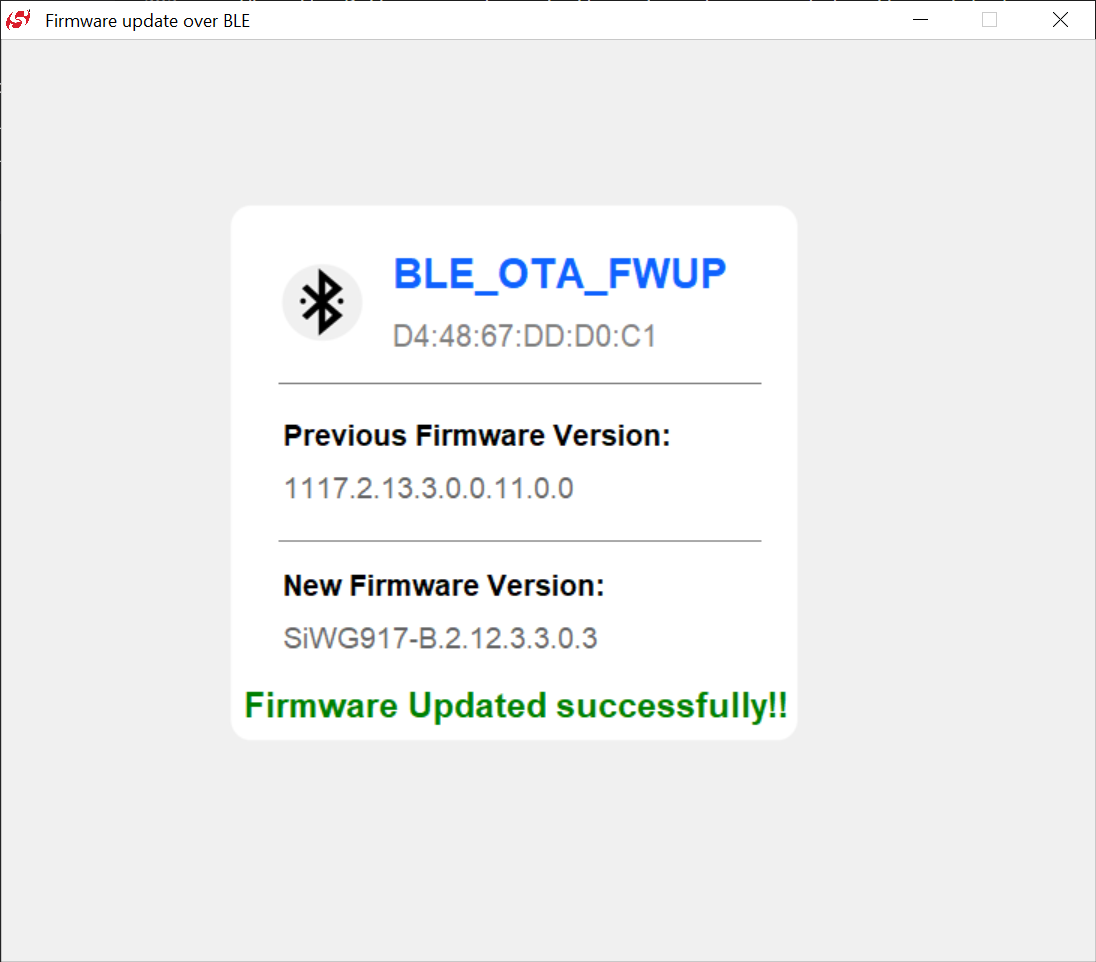 Firmware update over BLE
BLE_OTA_FWUP
D4:48:67:DD:D0:C1
Previous Firmware Version:
1117.2.13.3.0.0.11.0.0
New Firmware Version:
SiWG917-B.2.12.3.3.0.3
Firmware Updated successfully!!